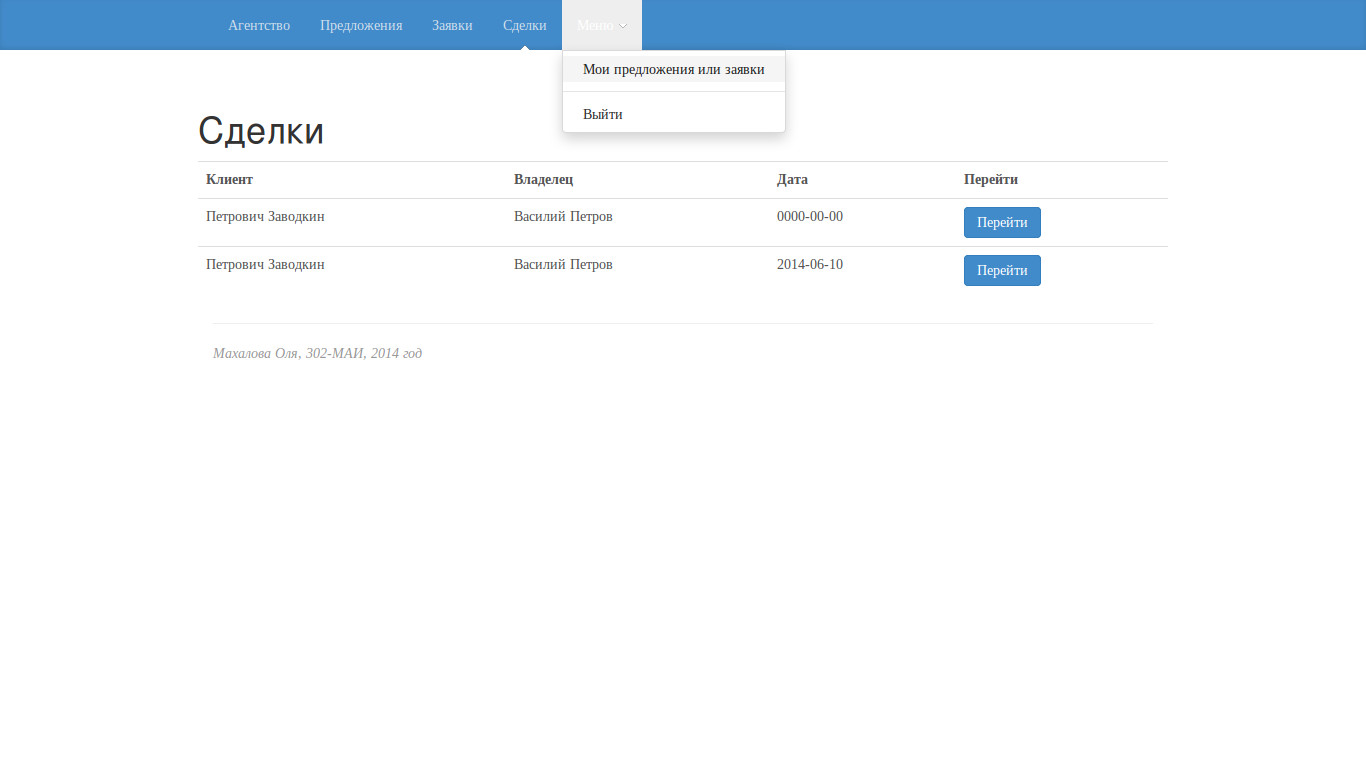 Агентство Предложения Заявки Сделки Меню
Мои предложения или заявки
Выйти
Сделки
Клиент Владелец Дата Перейти
Петрович Заводкин Василий Петров 0000-00-00 Перейти
Петрович Заводкин Василий Петров 2014-06-10 Перейти
Махалова Оля, 302-МАИ, 2014 год